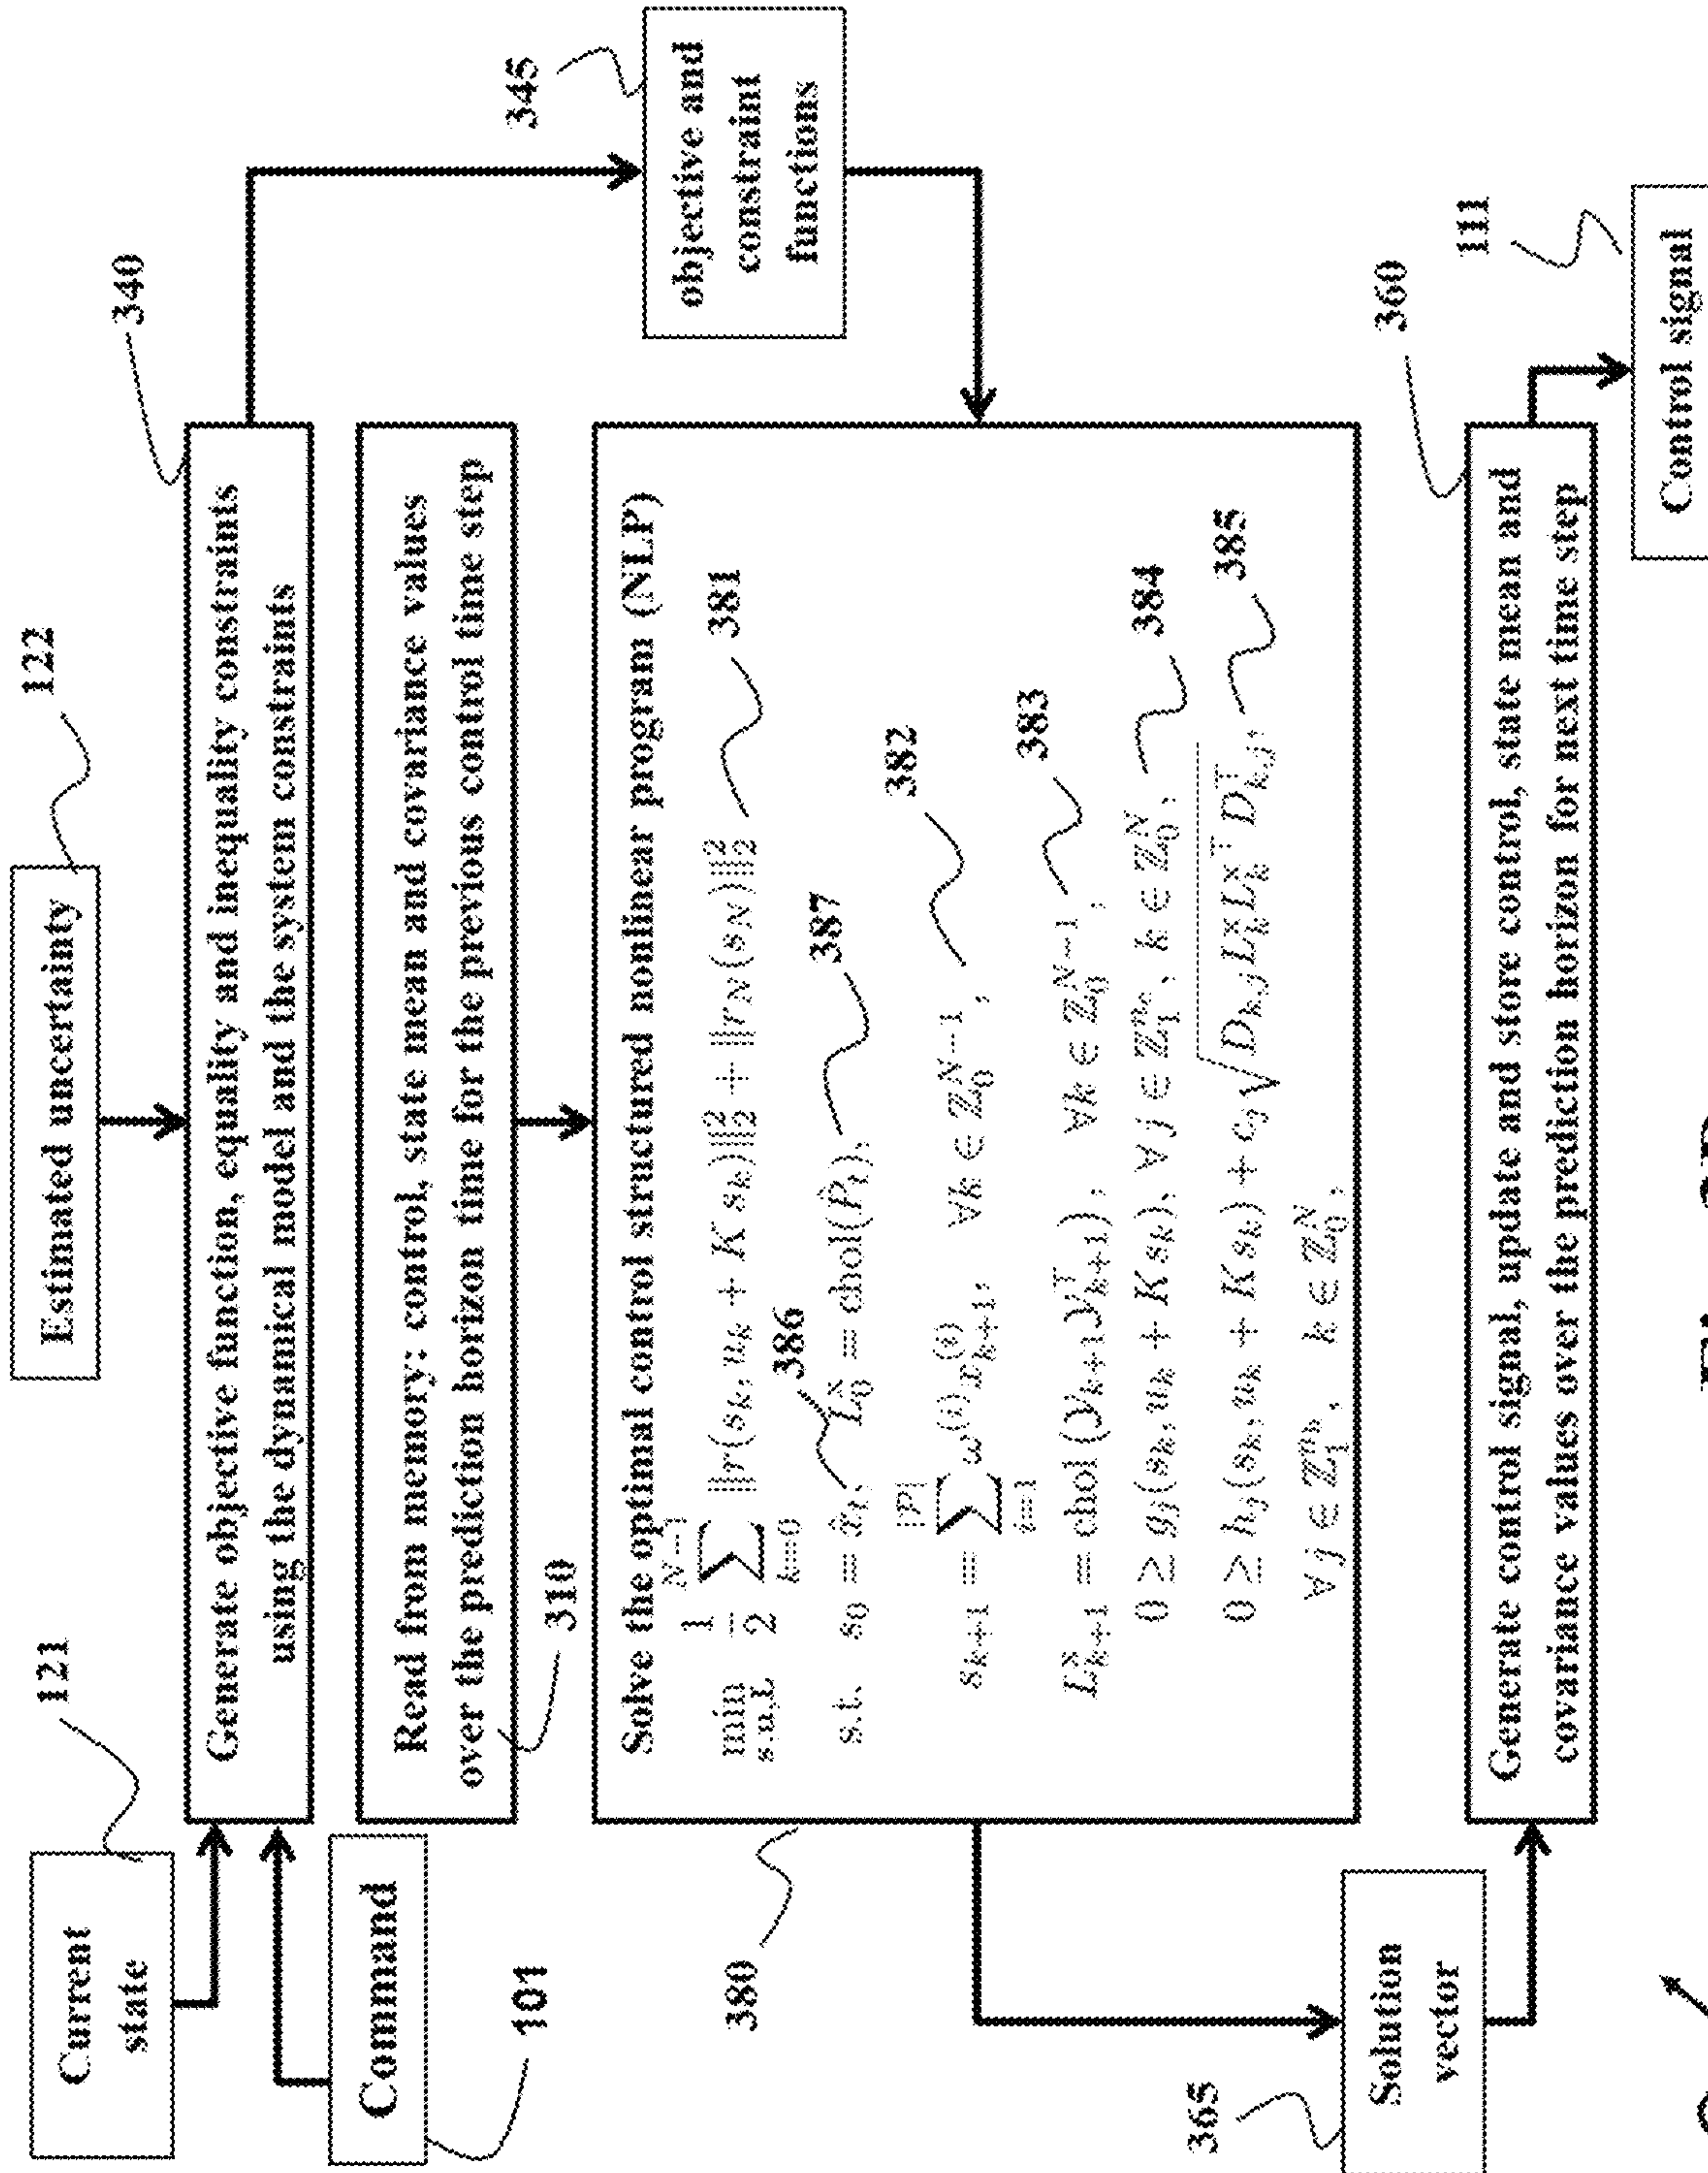 Estimated uncertainty
122
121
Current
state
340
Generate objective function, equality and inequality constraints
using the dynamical model and the system constraints
Command
101
Read from memory: control, state mean and covariance values
over the prediction horizon time for the previous control time step
310
345
objective and
constraint
functions
380
Solve the optimal control structured nonlinear program (NLP)
min_{s,u,L} \frac{1}{2} \sum_{k=0}^{N-1} ||r(s_k, u_k + K s_k)||_2^2 + ||r_N(s_N)||_2^2 381
386 387
s.t. s_0 = \hat{x}_t, L_0^x = chol(\hat{P}_t),
s_{k+1} = \sum_{i=1}^{|P|} ω^{(i)} x_{k+1}^{(i)}, ∀k ∈ ℤ_0^{N-1}, 382
L_{k+1}^x = chol(𝒴_{k+1} 𝒴_{k+1}^⊤), ∀k ∈ ℤ_0^{N-1}, 383
0 ≥ g_j(s_k, u_k + K s_k), ∀j ∈ ℤ_1^{n_c}, k ∈ ℤ_0^N, 384
0 ≥ h_j(s_k, u_k + K s_k) + c_j \sqrt{D_{k,j} L_k^x L_k^{x⊤} D_{k,j}^⊤}, 385
∀j ∈ ℤ_1^{n_h}, k ∈ ℤ_0^N,
365
Solution
vector
360
Generate control signal, update and store control, state mean and
covariance values over the prediction horizon for next time step
111
Control signal